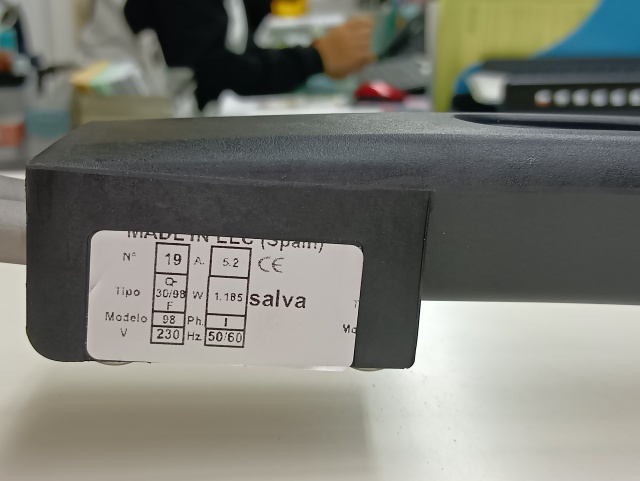 MADE IN EEC (Spain)
Nº 19 A. 5.2 CE
Tipo Q-30/98 F W 1.185 salva
Modelo 98 Ph. I
V 230 Hz 50/60